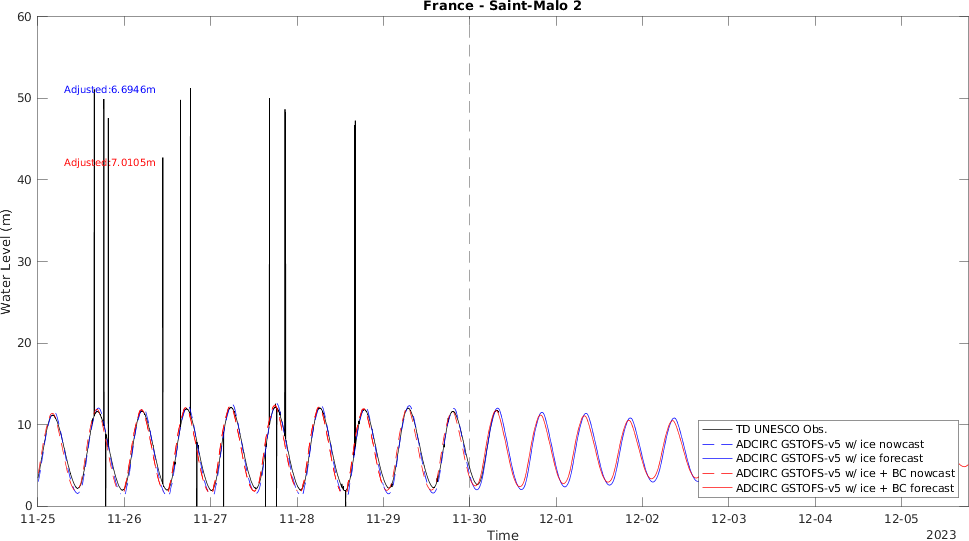 France - Saint-Malo 2
60
50
40
30
20
10
0
Water Level (m)
Adjusted:6.6946m
Adjusted:7.0105m
TD UNESCO Obs.
ADCIRC GSTOFS-v5 w/ ice nowcast
ADCIRC GSTOFS-v5 w/ ice forecast
ADCIRC GSTOFS-v5 w/ ice + BC nowcast
ADCIRC GSTOFS-v5 w/ ice + BC forecast
11-25 11-26 11-27 11-28 11-29 11-30 12-01 12-02 12-03 12-04 12-05
Time
2023